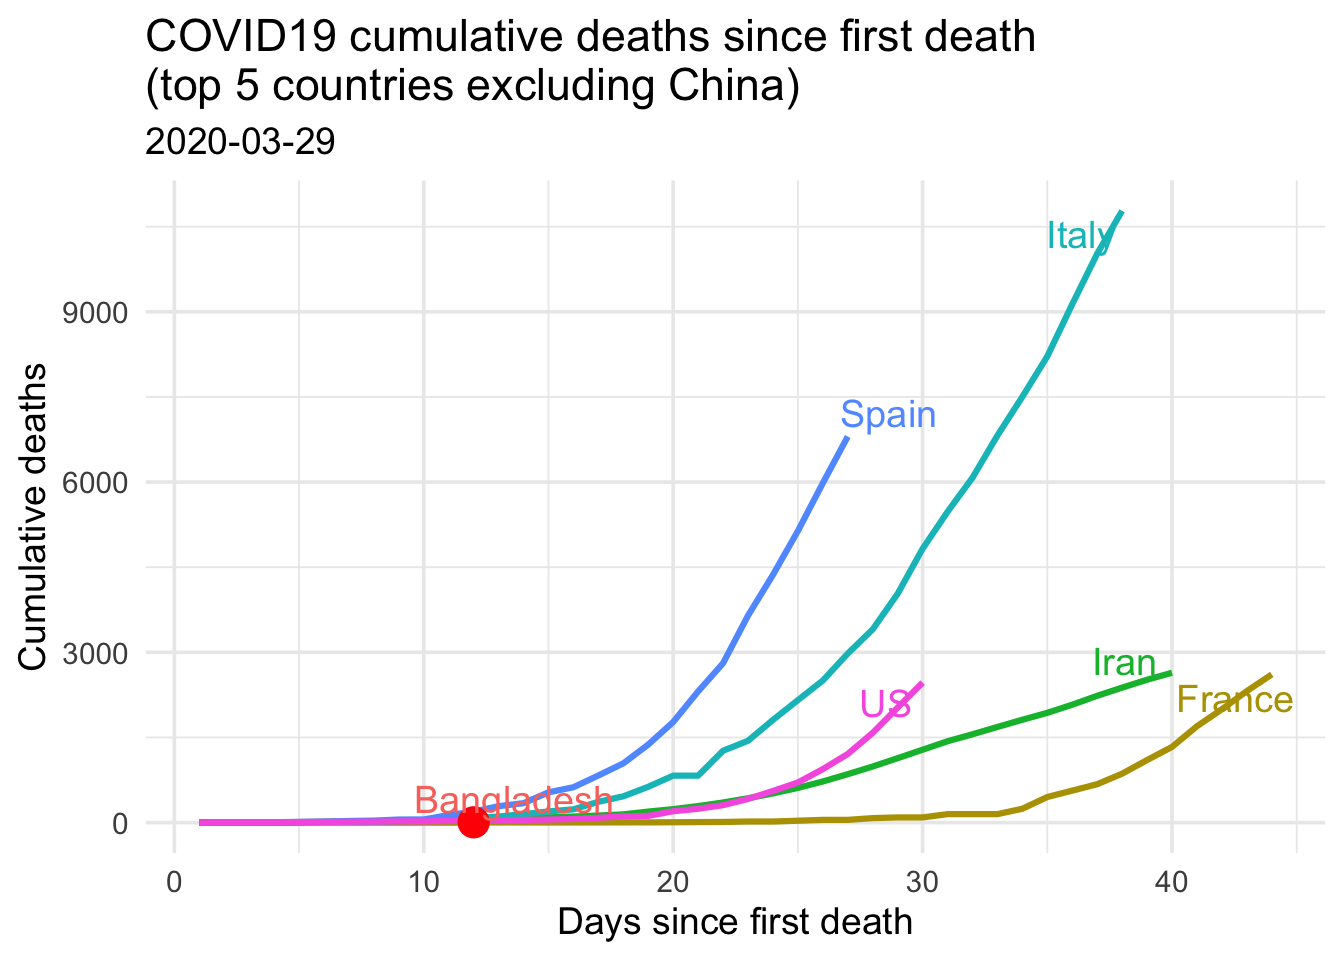 COVID19 cumulative deaths since first death
(top 5 countries excluding China)
2020-03-29
Cumulative deaths
9000
6000
3000
0
Italy
Spain
Iran
US
France
Bangladesh
0 10 20 30 40
Days since first death